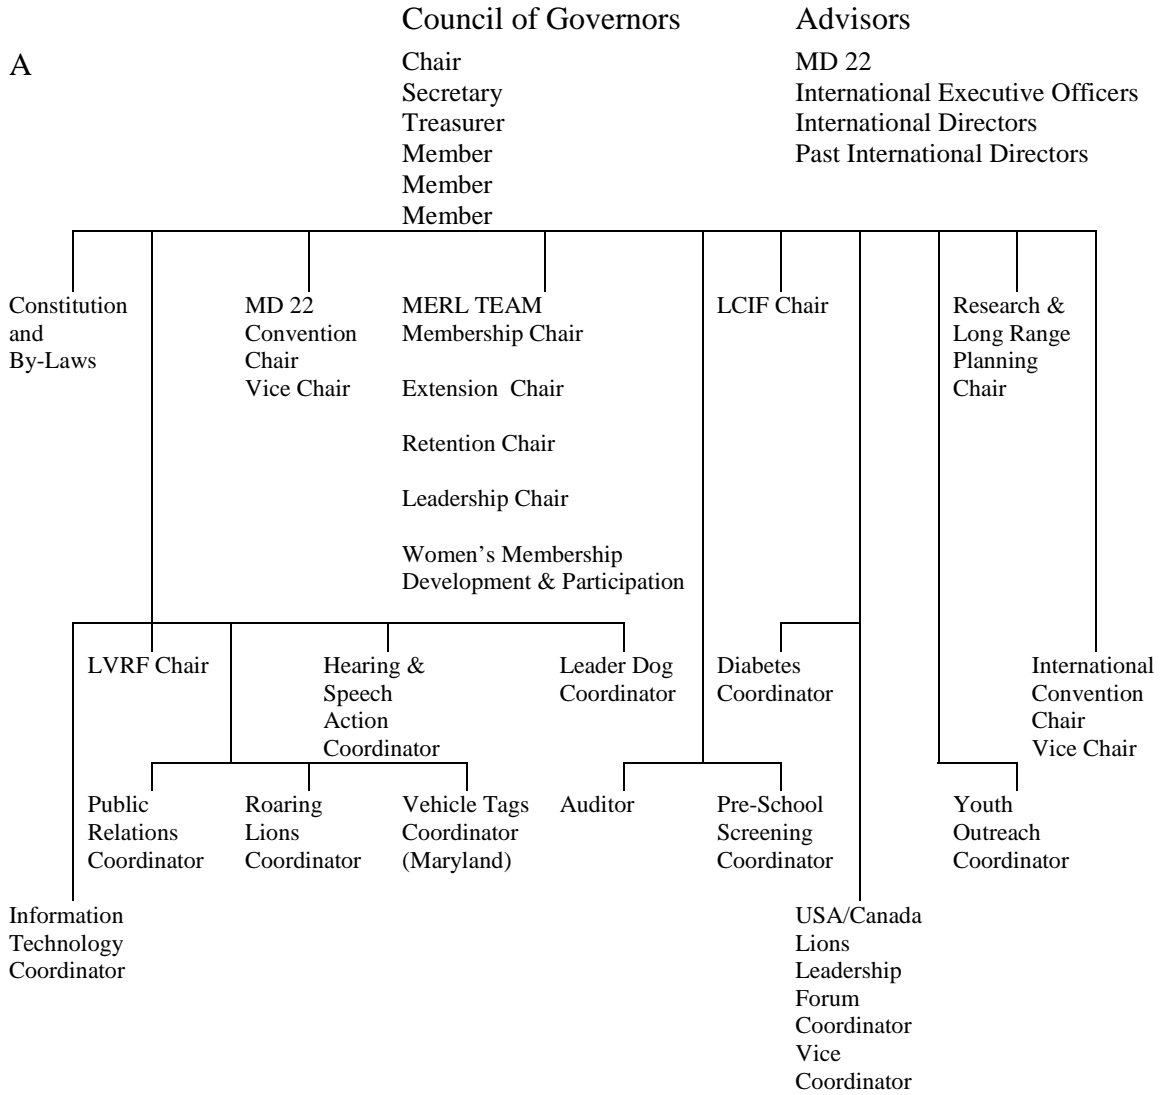 Council of Governors
Advisors
A
Chair
Secretary
Treasurer
Member
Member
Member
MD 22
International Executive Officers
International Directors
Past International Directors
Constitution
and
By-Laws
MD 22
Convention
Chair
Vice Chair
MERL TEAM
Membership Chair
Extension  Chair
Retention Chair
Leadership Chair
Women’s Membership
Development & Participation
LCIF Chair
Research &
Long Range
Planning
Chair
LVRF Chair
Hearing &
Speech
Action
Coordinator
Leader Dog
Coordinator
Diabetes
Coordinator
International
Convention
Chair
Vice Chair
Public
Relations
Coordinator
Roaring
Lions
Coordinator
Vehicle Tags
Coordinator
(Maryland)
Auditor
Pre-School
Screening
Coordinator
Youth
Outreach
Coordinator
Information
Technology
Coordinator
USA/Canada
Lions
Leadership
Forum
Coordinator
Vice
Coordinator